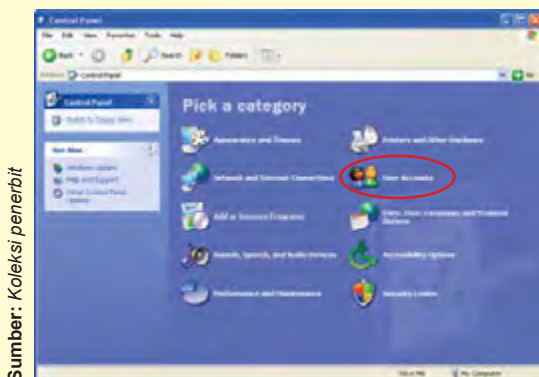 Control Panel
File Edit View Favorites Tools Help
Back Search Folders
Control Panel Go
Control Panel
Switch to Classic View
See Also
Windows Update
Help and Support
Other Control Panel
Options
Pick a category
Appearance and Themes
Printers and Other Hardware
Network and Internet Connections
User Accounts
Add or Remove Programs
Date, Time, Language, and Regional
Options
Sounds, Speech, and Audio Devices
Accessibility Options
Performance and Maintenance
Security Center
My Computer
Sumber: Koleksi penerbit